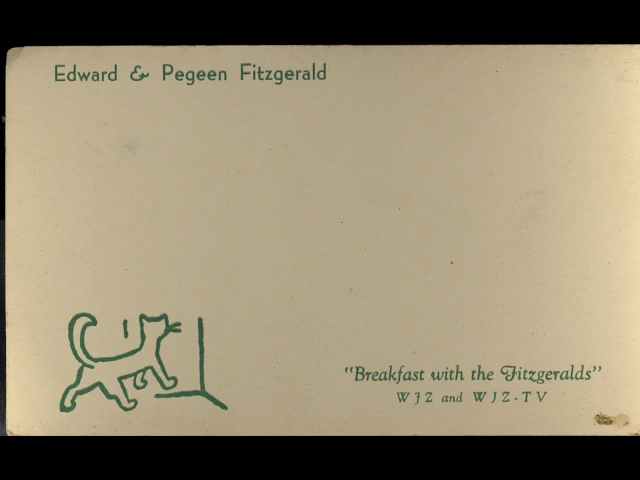 Edward & Pegeen Fitzgerald
"Breakfast with the Fitzgeralds"
WJZ and WJZ-TV